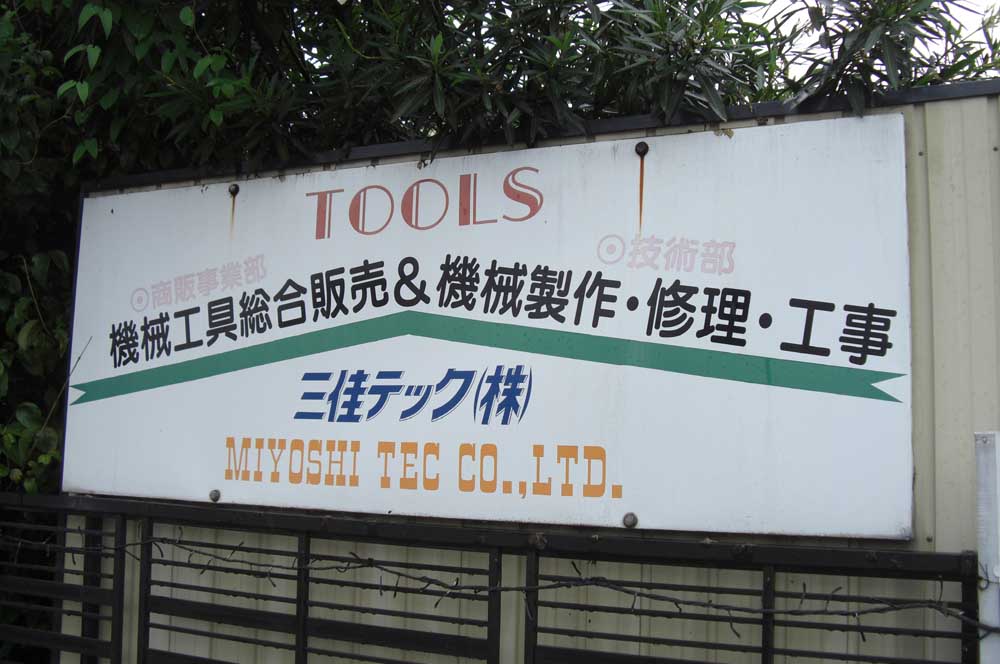 TOOLS
◎商販事業部 ◎技術部
機械工具総合販売&機械製作・修理・工事
三佳テック(株)
MIYOSHI TEC CO.,LTD.